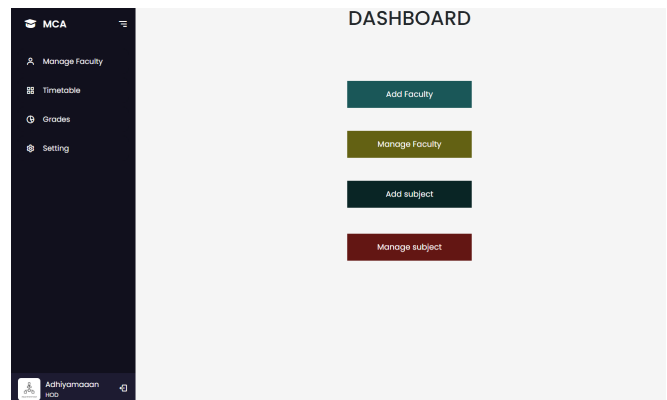 MCA
Manage Faculty
Timetable
Grades
Setting
Adhiyamaaan
HOD
DASHBOARD
Add Faculty
Manage Faculty
Add subject
Manage subject